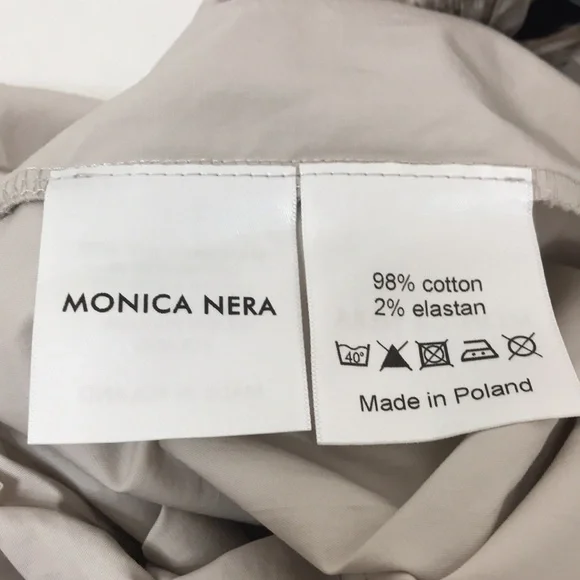 MONICA NERA
98% cotton
2% elastan
40°
Made in Poland